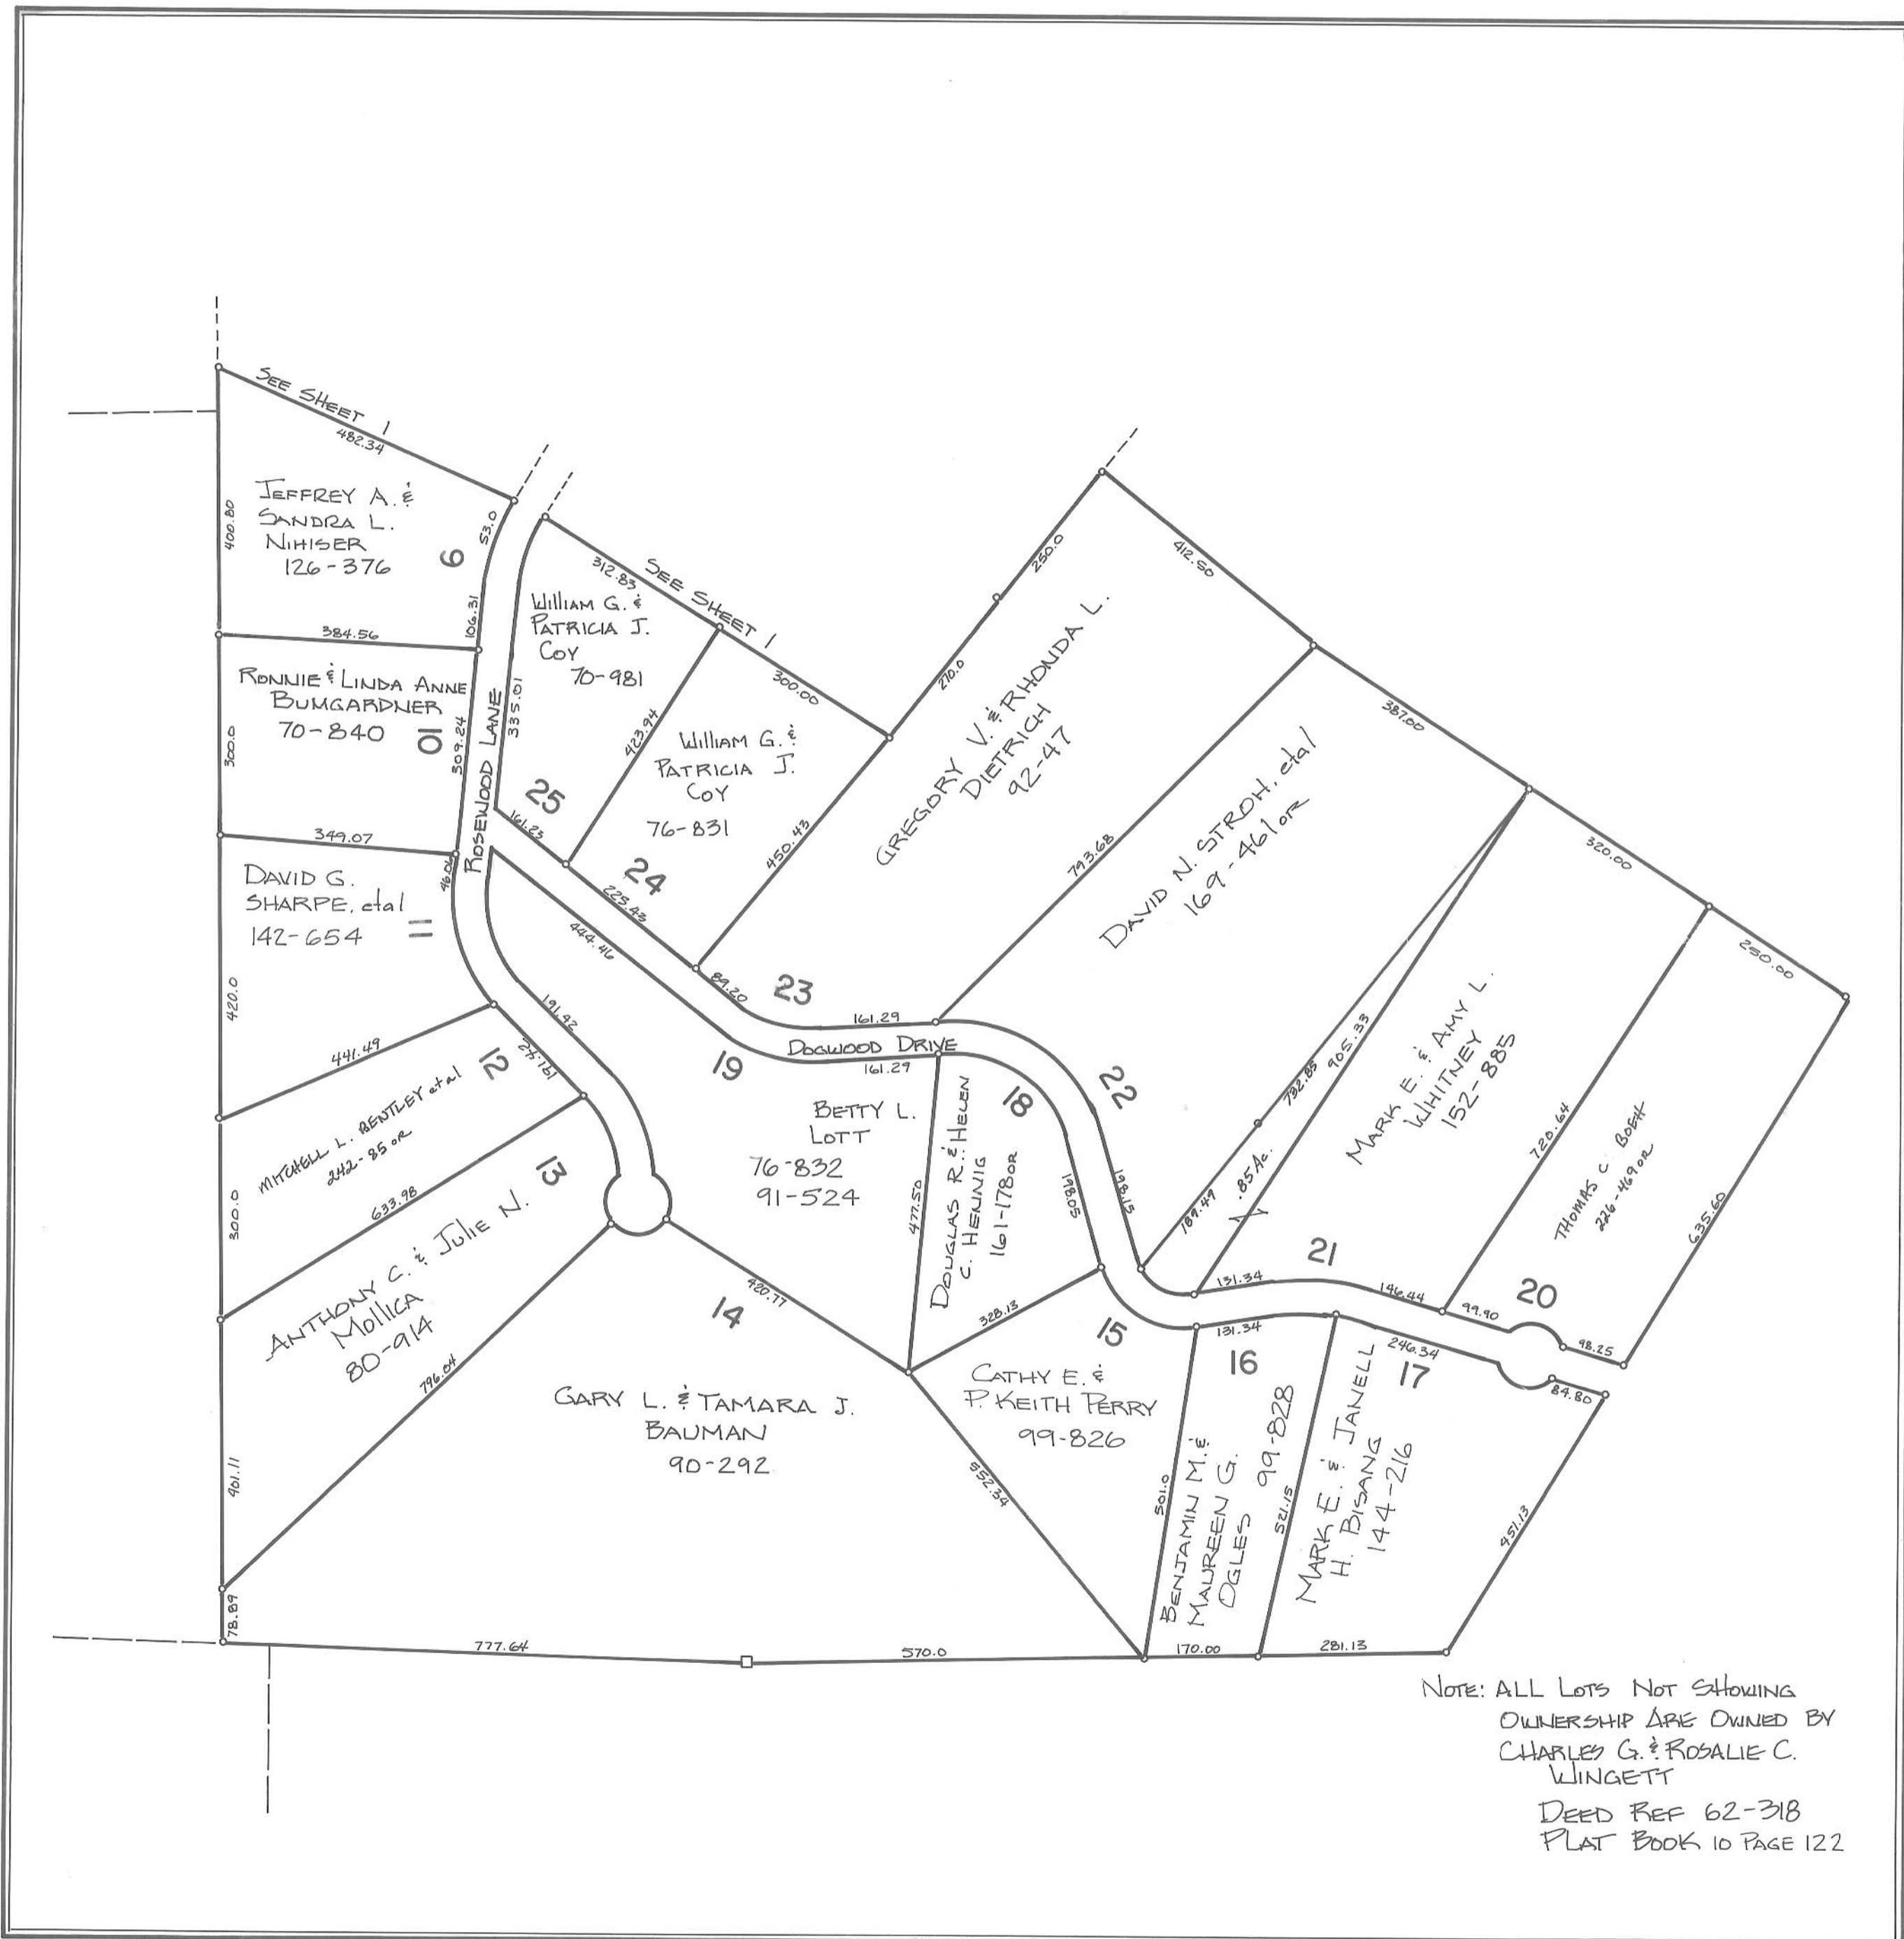 SEE SHEET 1
482.34
400.80
JEFFREY A. &
SANDRA L.
NIHISER
126-376
9
53.0
106.31
384.56
RONNIE & LINDA ANNE
BUMGARDNER
70-840
10
300.0
309.24
349.07
DAVID G.
SHARPE, etal
142-654
11
46.06
420.0
441.49
MITCHELL L. BENTLEY etal
242-85 OR
12
191.42
191.42
300.0
633.98
ANTHONY C. & JULIE N.
MOLLICA
80-914
13
401.11
796.04
78.89
ROSEWOOD LANE
335.01
312.83
SEE SHEET 1
WILLIAM G. &
PATRICIA J.
COY
70-981
25
161.23
423.94
300.00
WILLIAM G. &
PATRICIA J.
COY
76-831
24
225.43
450.43
270.0
250.0
GREGORY V. & RHONDA L.
DIETRICH
92-47
23
89.20
161.29
412.50
793.68
DAVID N. STROH, etal
169-461 OR
22
198.15
387.00
732.85
905.33
189.49
.85 Ac.
MARK E. & AMY L.
WHITNEY
152-885
21
131.34
146.44
320.00
720.64
THOMAS C. BOEH
226-469 OR
20
99.90
98.25
250.00
635.60
DOGWOOD DRIVE
444.46
161.29
19
BETTY L.
LOTT
76-832
91-524
477.50
DOUGLAS R. & HELEN
C. HENNIG
161-178 OR
18
198.05
328.13
420.77
14
GARY L. & TAMARA J.
BAUMAN
90-292
552.34
15
CATHY E. &
P. KEITH PERRY
99-826
131.34
16
501.0
BENJAMIN M. &
MAUREEN G.
OGLES 99-828
521.15
246.34
17
MARK E. & JANELL
H. BISANG
144-216
84.80
451.13
777.64
570.0
170.00
281.13
NOTE: ALL LOTS NOT SHOWING
OWNERSHIP ARE OWNED BY
CHARLES G. & ROSALIE C.
WINGETT
DEED REF 62-318
PLAT BOOK 10 PAGE 122